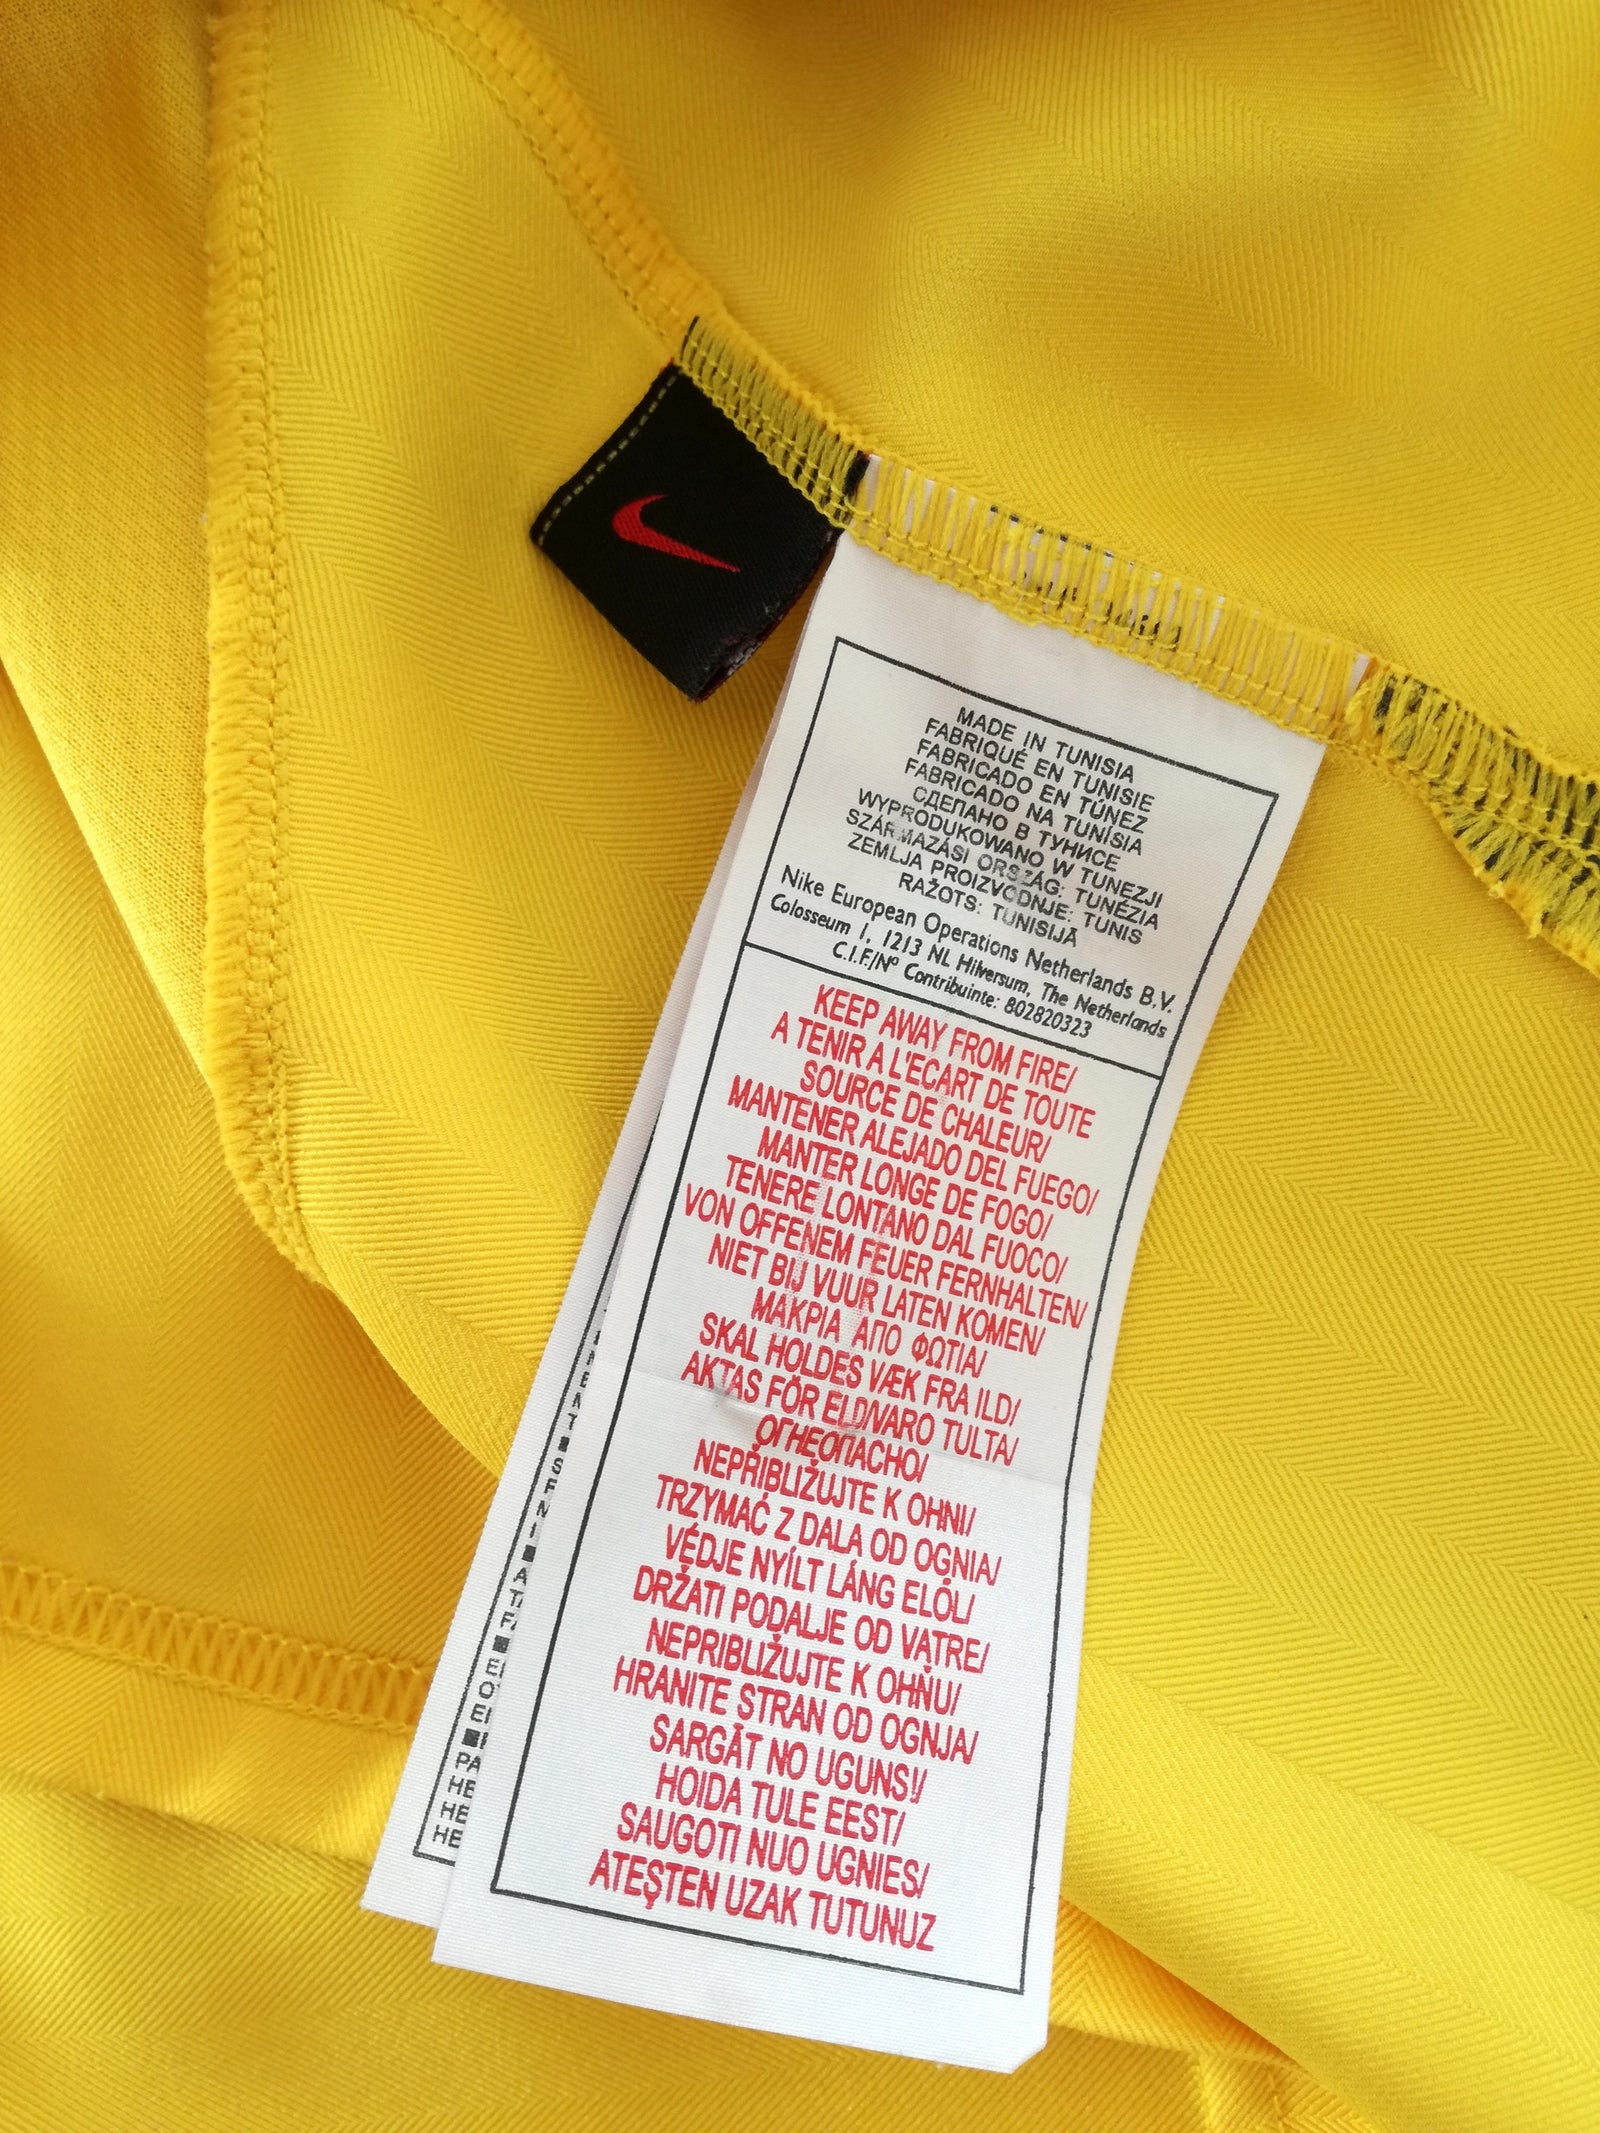 MADE IN TUNISIA
FABRIQUÉ EN TUNISIE
FABRICADO EN TÚNEZ
FABRICADO NA TUNÍSIA
СДЕЛАНО В ТУНИСЕ
WYPRODUKOWANO W TUNEZJI
SZÁRMAZÁSI ORSZÁG: TUNÉZIA
ZEMLJA PROIZVODNJE: TUNIS
RAŽOTS: TUNISIJĀ
Nike European Operations Netherlands B.V.
Colosseum 1, 1213 NL Hilversum, The Netherlands
C.I.F./Nº Contribuinte: 802820323
KEEP AWAY FROM FIRE/
A TENIR A L'ECART DE TOUTE
SOURCE DE CHALEUR/
MANTENER ALEJADO DEL FUEGO/
MANTER LONGE DE FOGO/
TENERE LONTANO DAL FUOCO/
VON OFFENEM FEUER FERNHALTEN/
NIET BIJ VUUR LATEN KOMEN/
ΜΑΚΡΙΑ ΑΠΟ ΦΩΤΙΑ/
SKAL HOLDES VÆK FRA ILD/
AKTAS FÖR ELD/VARO TULTA/
ОГНЕОПАСНО/
NEPŘIBLIŽUJTE K OHNI/
TRZYMAĆ Z DALA OD OGNIA/
VÉDJE NYÍLT LÁNG ELŐL/
DRŽATI PODALJE OD VATRE/
NEPRIBLIŽUJTE K OHŇU/
HRANITE STRAN OD OGNJA/
SARGĀT NO UGUNS!/
HOIDA TULE EEST/
SAUGOTI NUO UGNIES/
ATEŞTEN UZAK TUTUNUZ